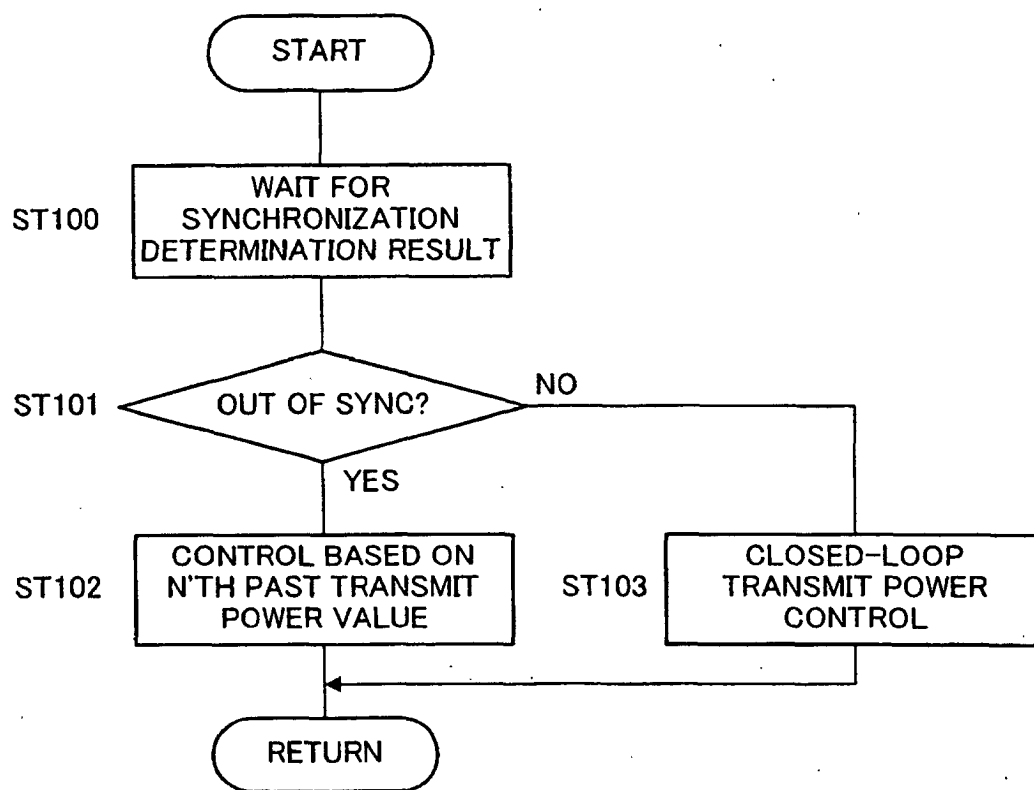 START
ST100
WAIT FOR
SYNCHRONIZATION
DETERMINATION RESULT
ST101
OUT OF SYNC?
NO
YES
ST102
CONTROL BASED ON
N'TH PAST TRANSMIT
POWER VALUE
ST103
CLOSED-LOOP
TRANSMIT POWER
CONTROL
RETURN